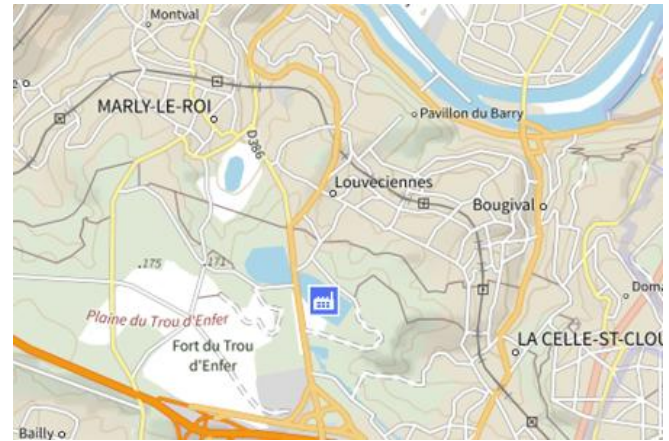 Montval
MARLY-LE-ROI
D386
Pavillon du Barry
Louveciennes
Bougival
.175
.171
Plaine du Trou d'Enfer
Fort du Trou
d'Enfer
Doma
LA CELLE-ST-CLOU
Bailly